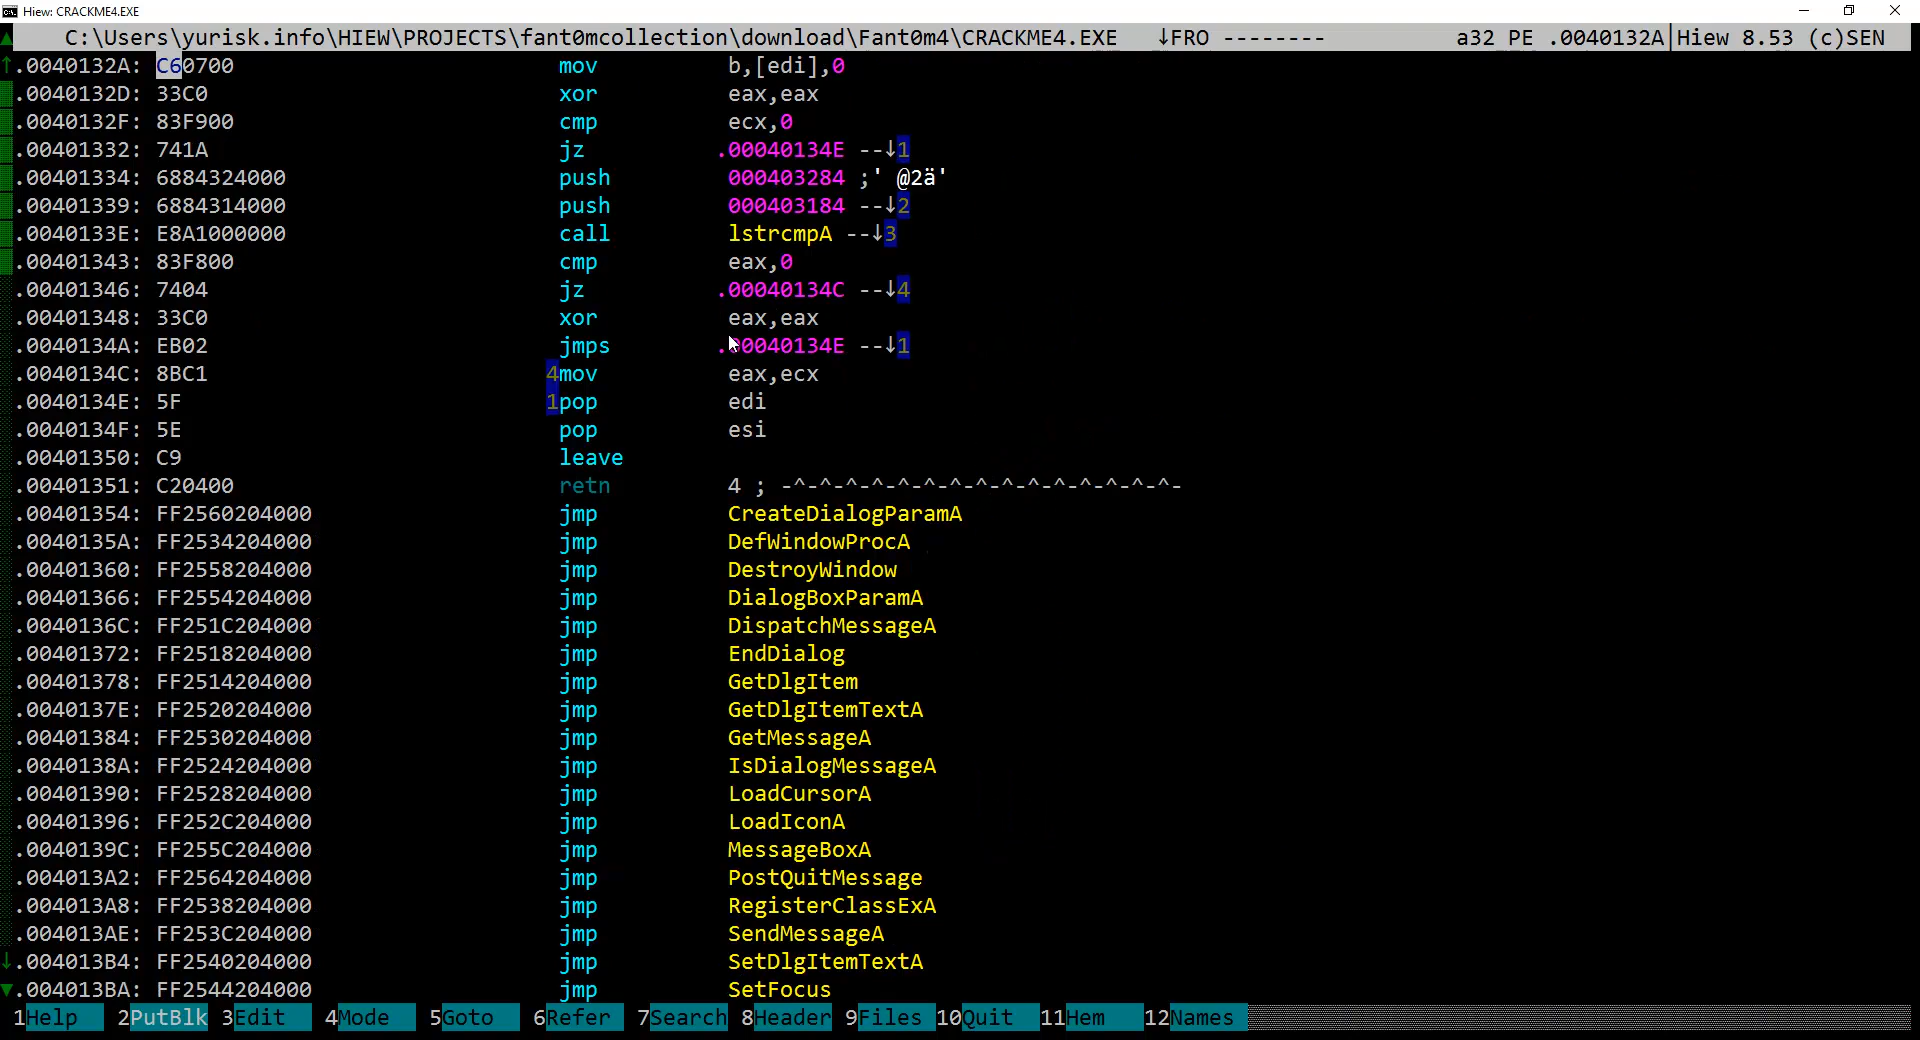 Hiew: CRACKME4.EXE
C:\Users\yurisk.info\HIEW\PROJECTS\fant0mcollection\download\Fant0m4\CRACKME4.EXE ↓FRO -------- a32 PE .0040132A|Hiew 8.53 (c)SEN
.0040132A: C60700 mov b,[edi],0
.0040132D: 33C0 xor eax,eax
.0040132F: 83F900 cmp ecx,0
.00401332: 741A jz .00040134E --↓1
.00401334: 6884324000 push 000403284 ;' @2ä'
.00401339: 6884314000 push 000403184 --↓2
.0040133E: E8A1000000 call lstrcmpA --↓3
.00401343: 83F800 cmp eax,0
.00401346: 7404 jz .00040134C --↓4
.00401348: 33C0 xor eax,eax
.0040134A: EB02 jmps .00040134E --↓1
.0040134C: 8BC1 4mov eax,ecx
.0040134E: 5F 1pop edi
.0040134F: 5E pop esi
.00401350: C9 leave
.00401351: C20400 retn 4 ; -^-^-^-^-^-^-^-^-^-^-^-^-^-^-^-
.00401354: FF2560204000 jmp CreateDialogParamA
.0040135A: FF2534204000 jmp DefWindowProcA
.00401360: FF2558204000 jmp DestroyWindow
.00401366: FF2554204000 jmp DialogBoxParamA
.0040136C: FF251C204000 jmp DispatchMessageA
.00401372: FF2518204000 jmp EndDialog
.00401378: FF2514204000 jmp GetDlgItem
.0040137E: FF2520204000 jmp GetDlgItemTextA
.00401384: FF2530204000 jmp GetMessageA
.0040138A: FF2524204000 jmp IsDialogMessageA
.00401390: FF2528204000 jmp LoadCursorA
.00401396: FF252C204000 jmp LoadIconA
.0040139C: FF255C204000 jmp MessageBoxA
.004013A2: FF2564204000 jmp PostQuitMessage
.004013A8: FF2538204000 jmp RegisterClassExA
.004013AE: FF253C204000 jmp SendMessageA
.004013B4: FF2540204000 jmp SetDlgItemTextA
.004013BA: FF2544204000 jmp SetFocus
1Help 2PutBlk 3Edit 4Mode 5Goto 6Refer 7Search 8Header 9Files 10Quit 11Hem 12Names